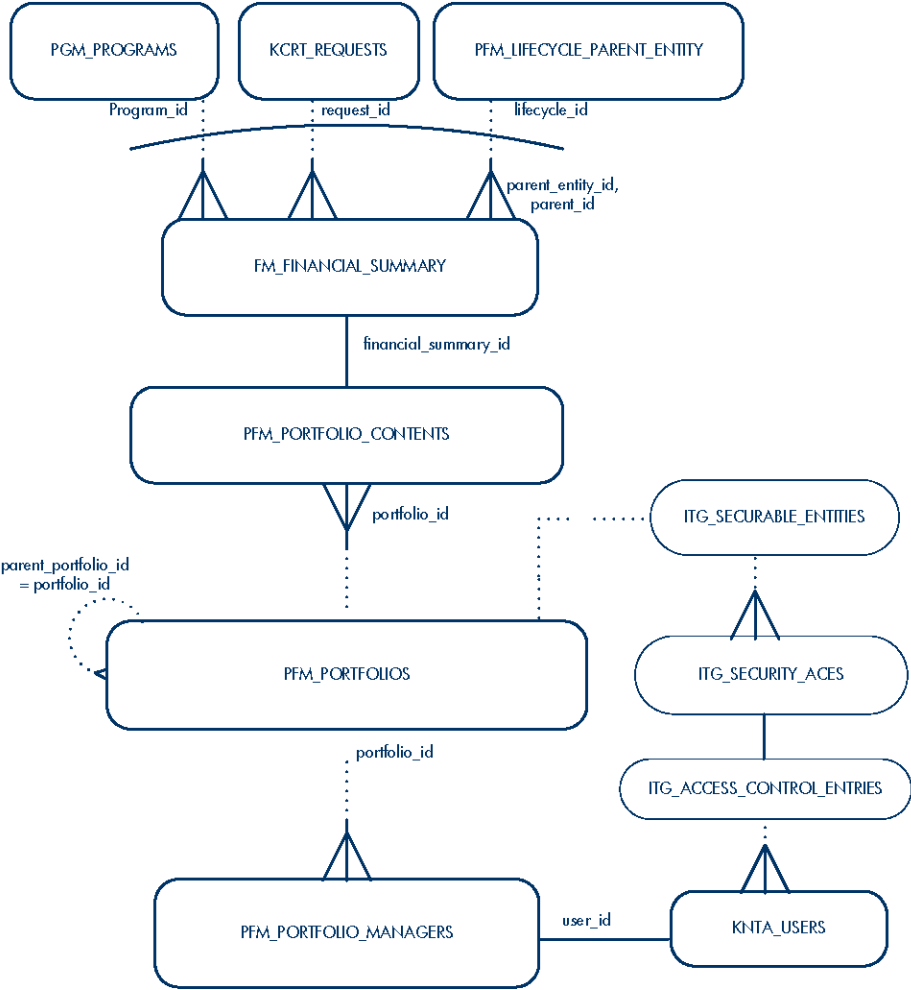 PGM_PROGRAMS
KCRT_REQUESTS
PFM_LIFECYCLE_PARENT_ENTITY
Program_id
request_id
lifecycle_id
parent_entity_id,
parent_id
FM_FINANCIAL_SUMMARY
financial_summary_id
PFM_PORTFOLIO_CONTENTS
portfolio_id
ITG_SECURABLE_ENTITIES
parent_portfolio_id
= portfolio_id
PFM_PORTFOLIOS
ITG_SECURITY_ACES
portfolio_id
ITG_ACCESS_CONTROL_ENTRIES
PFM_PORTFOLIO_MANAGERS
user_id
KNTA_USERS